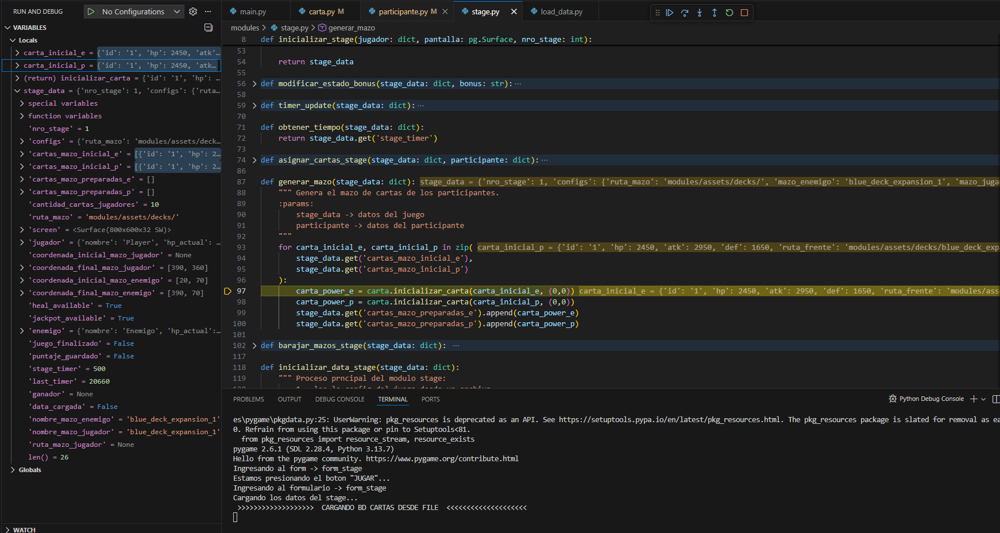 RUN AND DEBUG
No Configurations
VARIABLES
Locals
carta_inicial_e = {'id': '1', 'hp': 2450, 'atk'…
carta_inicial_p = {'id': '1', 'hp': 2450, 'atk…
(return) inicializar_carta = {'id': '1', 'hp': …
stage_data = {'nro_stage': 1, 'configs': {'ruta…
special variables
function variables
'nro_stage' = 1
'configs' = {'ruta_mazo': 'modules/assets/deck…
'cartas_mazo_inicial_e' = [{'id': '1', 'hp': 2…
'cartas_mazo_inicial_p' = [{'id': '1', 'hp': 2…
'cartas_mazo_preparadas_e' = []
'cartas_mazo_preparadas_p' = []
'cantidad_cartas_jugadores' = 10
'ruta_mazo' = 'modules/assets/decks/'
'screen' = <Surface(800x600x32 SW)>
'jugador' = {'nombre': 'Player', 'hp_actual': …
'coordenada_inicial_mazo_jugador' = None
'coordenada_final_mazo_jugador' = [390, 360]
'coordenada_inicial_mazo_enemigo' = [20, 70]
'coordenada_final_mazo_enemigo' = [390, 70]
'heal_available' = True
'jackpot_available' = True
'enemigo' = {'nombre': 'Enemigo', 'hp_actual':…
'juego_finalizado' = False
'puntaje_guardado' = False
'stage_timer' = 500
'last_timer' = 20660
'ganador' = None
'data_cargada' = False
'nombre_mazo_enemigo' = 'blue_deck_expansion_1'
'nombre_mazo_jugador' = 'blue_deck_expansion_1'
'ruta_mazo_jugador' = None
len() = 26
Globals
WATCH
main.py
carta.py M
participante.py M
stage.py
load_data.py
modules > stage.py > generar_mazo
8 def inicializar_stage(jugador: dict, pantalla: pg.Surface, nro_stage: int):
53
54 return stage_data
55
56 def modificar_estado_bonus(stage_data: dict, bonus: str): …
58
59 def timer_update(stage_data: dict): …
70
71 def obtener_tiempo(stage_data: dict):
72 return stage_data.get('stage_timer')
73
74 def asignar_cartas_stage(stage_data: dict, participante: dict): …
86
87 def generar_mazo(stage_data: dict): stage_data = {'nro_stage': 1, 'configs': {'ruta_mazo': 'modules/assets/decks/', 'mazo_enemigo': 'blue_deck_expansion_1', 'mazo_juga
88 """ Genera el mazo de cartas de los participantes.
89 :params:
90 stage_data -> datos del juego
91 participante -> datos del participante
92 """
93 for carta_inicial_e, carta_inicial_p in zip( carta_inicial_p = {'id': '1', 'hp': 2450, 'atk': 2950, 'def': 1650, 'ruta_frente': 'modules/assets/decks/blue_deck_exp
94 stage_data.get('cartas_mazo_inicial_e'),
95 stage_data.get('cartas_mazo_inicial_p')
96 ):
97 carta_power_e = carta.inicializar_carta(carta_inicial_e, (0,0)) carta_inicial_e = {'id': '1', 'hp': 2450, 'atk': 2950, 'def': 1650, 'ruta_frente': 'modules/ass
98 carta_power_p = carta.inicializar_carta(carta_inicial_p, (0,0))
99 stage_data.get('cartas_mazo_preparadas_e').append(carta_power_e)
100 stage_data.get('cartas_mazo_preparadas_p').append(carta_power_p)
101
102 def barajar_mazos_stage(stage_data: dict): …
117
118 def inicializar_data_stage(stage_data: dict):
119 """ Proceso prncipal del modulo stage:
PROBLEMS OUTPUT DEBUG CONSOLE TERMINAL PORTS
Python Debug Console
es\pygame\pkgdata.py:25: UserWarning: pkg_resources is deprecated as an API. See https://setuptools.pypa.io/en/latest/pkg_resources.html. The pkg_resources package is slated for removal as ea
0. Refrain from using this package or pin to Setuptools<81.
from pkg_resources import resource_stream, resource_exists
pygame 2.6.1 (SDL 2.28.4, Python 3.13.7)
Hello from the pygame community. https://www.pygame.org/contribute.html
Ingresando al form -> form_stage
Estamos presionando el boton "JUGAR"...
Ingresando al formulario -> form_stage
Cargando los datos del stage...
>>>>>>>>>>>>>>>>>>> CARGANDO BD CARTAS DESDE FILE <<<<<<<<<<<<<<<<<<<<